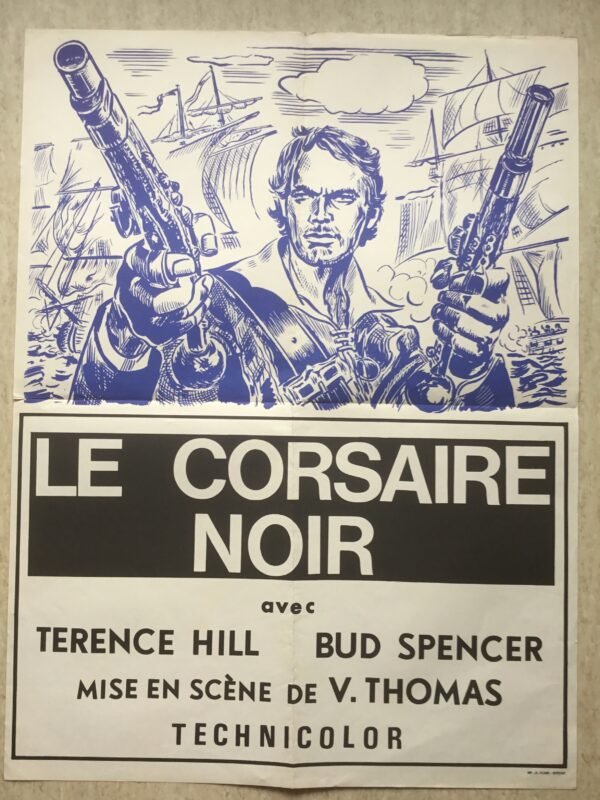 LE CORSAIRE
NOIR
avec
TERENCE HILL BUD SPENCER
MISE EN SCÈNE DE V. THOMAS
TECHNICOLOR